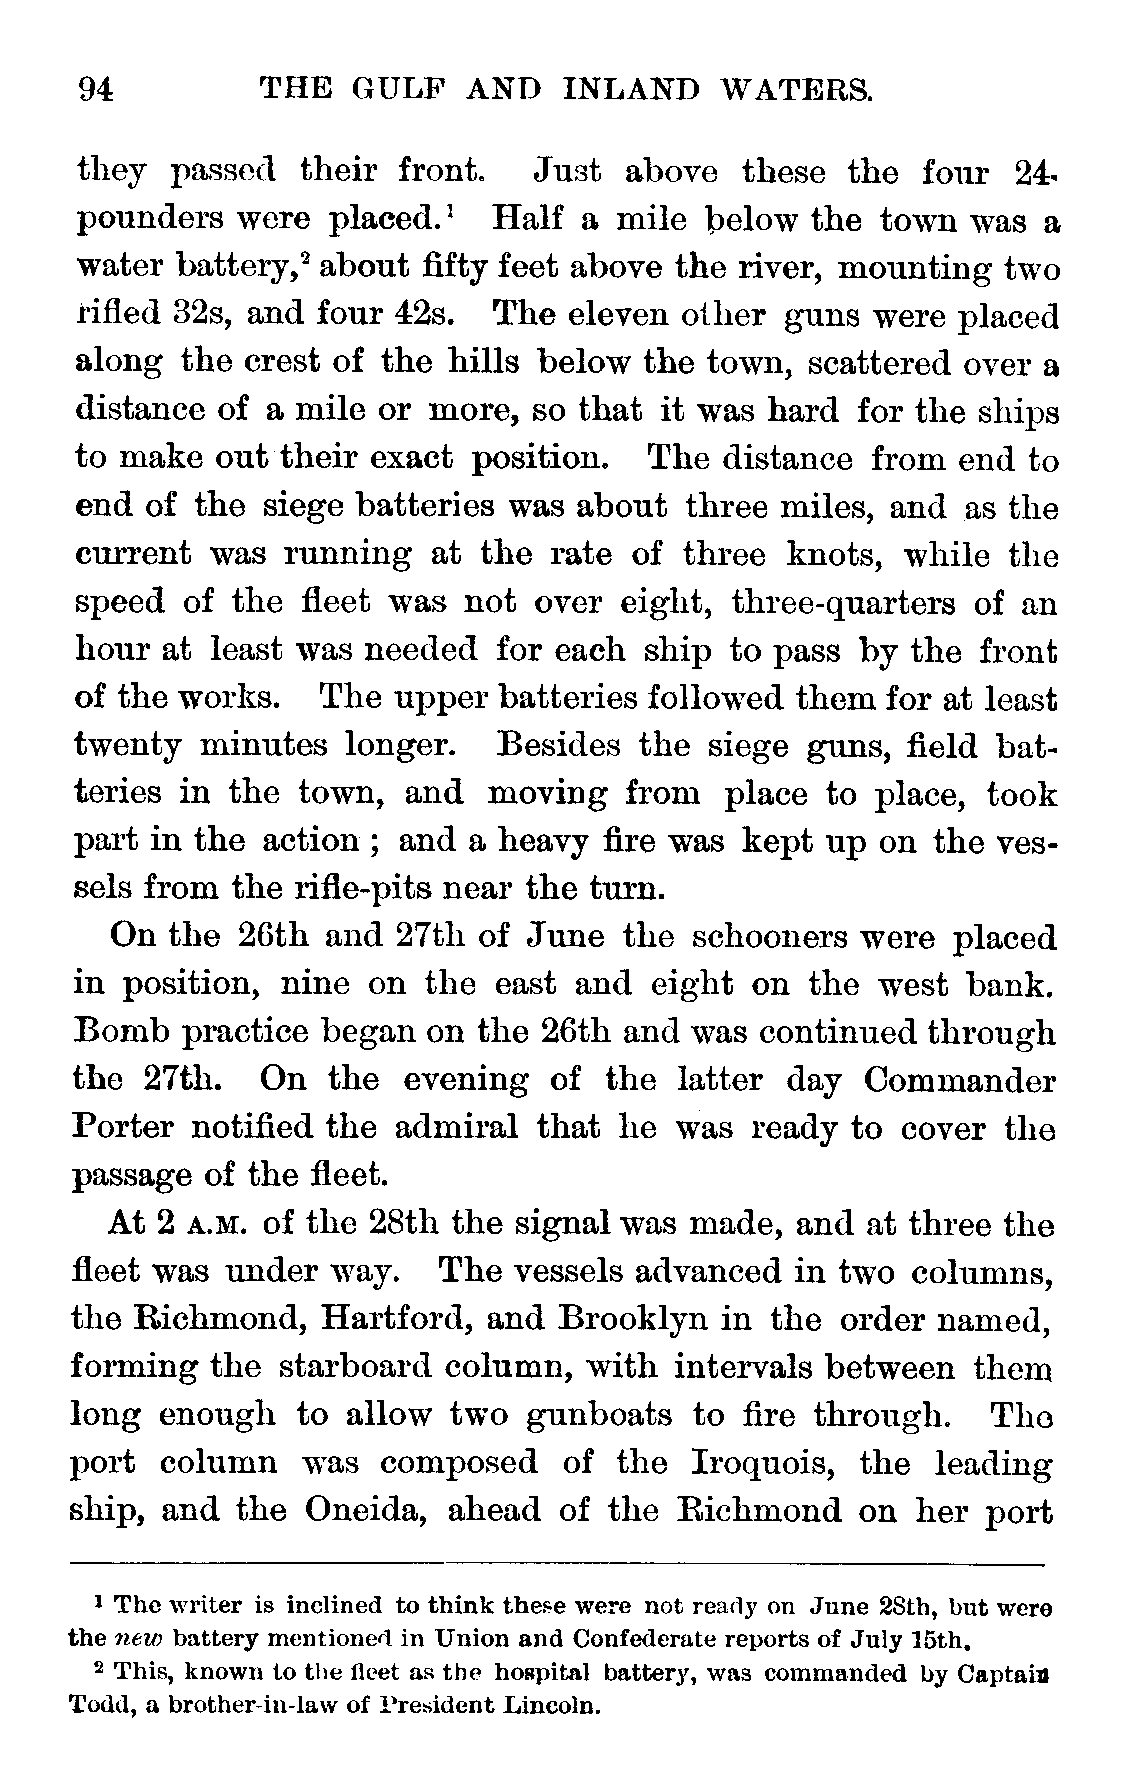 94 THE GULF AND INLAND WATERS.
they passed their front. Just above these the four 24-
pounders were placed.¹ Half a mile below the town was a
water battery,² about fifty feet above the river, mounting two
rifled 32s, and four 42s. The eleven other guns were placed
along the crest of the hills below the town, scattered over a
distance of a mile or more, so that it was hard for the ships
to make out their exact position. The distance from end to
end of the siege batteries was about three miles, and as the
current was running at the rate of three knots, while the
speed of the fleet was not over eight, three-quarters of an
hour at least was needed for each ship to pass by the front
of the works. The upper batteries followed them for at least
twenty minutes longer. Besides the siege guns, field bat-
teries in the town, and moving from place to place, took
part in the action ; and a heavy fire was kept up on the ves-
sels from the rifle-pits near the turn.
On the 26th and 27th of June the schooners were placed
in position, nine on the east and eight on the west bank.
Bomb practice began on the 26th and was continued through
the 27th. On the evening of the latter day Commander
Porter notified the admiral that he was ready to cover the
passage of the fleet.
At 2 A.M. of the 28th the signal was made, and at three the
fleet was under way. The vessels advanced in two columns,
the Richmond, Hartford, and Brooklyn in the order named,
forming the starboard column, with intervals between them
long enough to allow two gunboats to fire through. The
port column was composed of the Iroquois, the leading
ship, and the Oneida, ahead of the Richmond on her port
¹ The writer is inclined to think these were not ready on June 28th, but were
the new battery mentioned in Union and Confederate reports of July 15th.
² This, known to the fleet as the hospital battery, was commanded by Captain
Todd, a brother-in-law of President Lincoln.